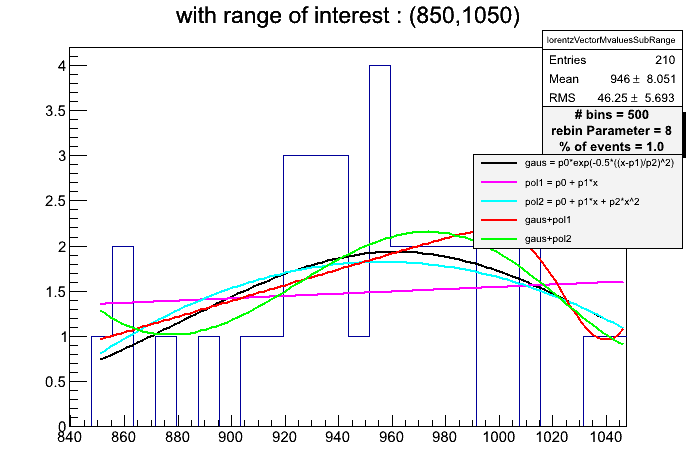 with range of interest : (850,1050)
lorentzVectorMvaluesSubRange
Entries 210
Mean 946 ± 8.051
RMS 46.25 ± 5.693
# bins = 500
rebin Parameter = 8
% of events = 1.0
gaus = p0*exp(-0.5*((x-p1)/p2)^2)
pol1 = p0 + p1*x
pol2 = p0 + p1*x + p2*x^2
gaus+pol1
gaus+pol2
4
3.5
3
2.5
2
1.5
1
0.5
0
840 860 880 900 920 940 960 980 1000 1020 1040